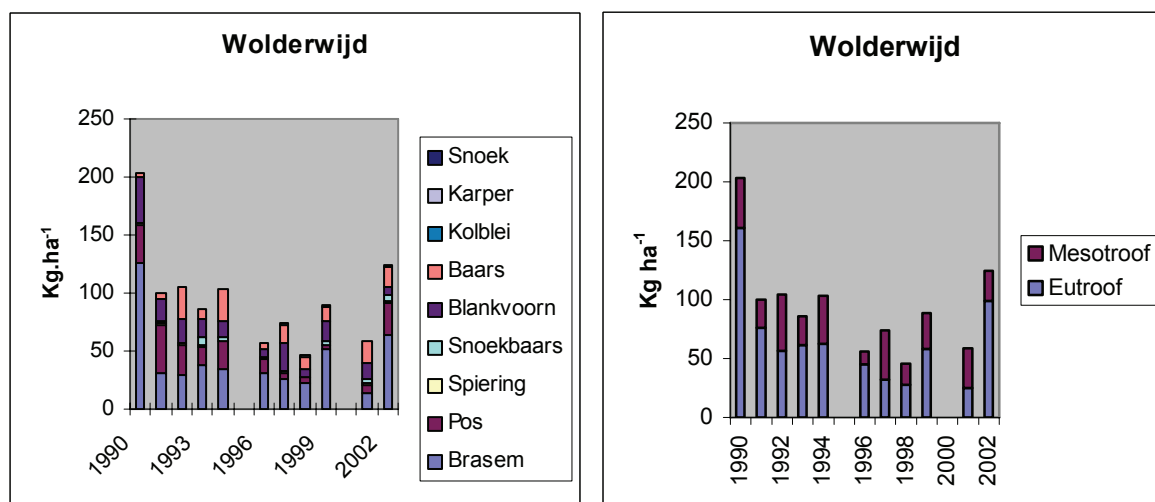 Wolderwijd
Kg.ha-1
250
200
150
100
50
0
1990
1993
1996
1999
2002
Snoek
Karper
Kolblei
Baars
Blankvoorn
Snoekbaars
Spiering
Pos
Brasem
Wolderwijd
Kg ha-1
250
200
150
100
50
0
1990
1992
1994
1996
1998
2000
2002
Mesotroof
Eutroof